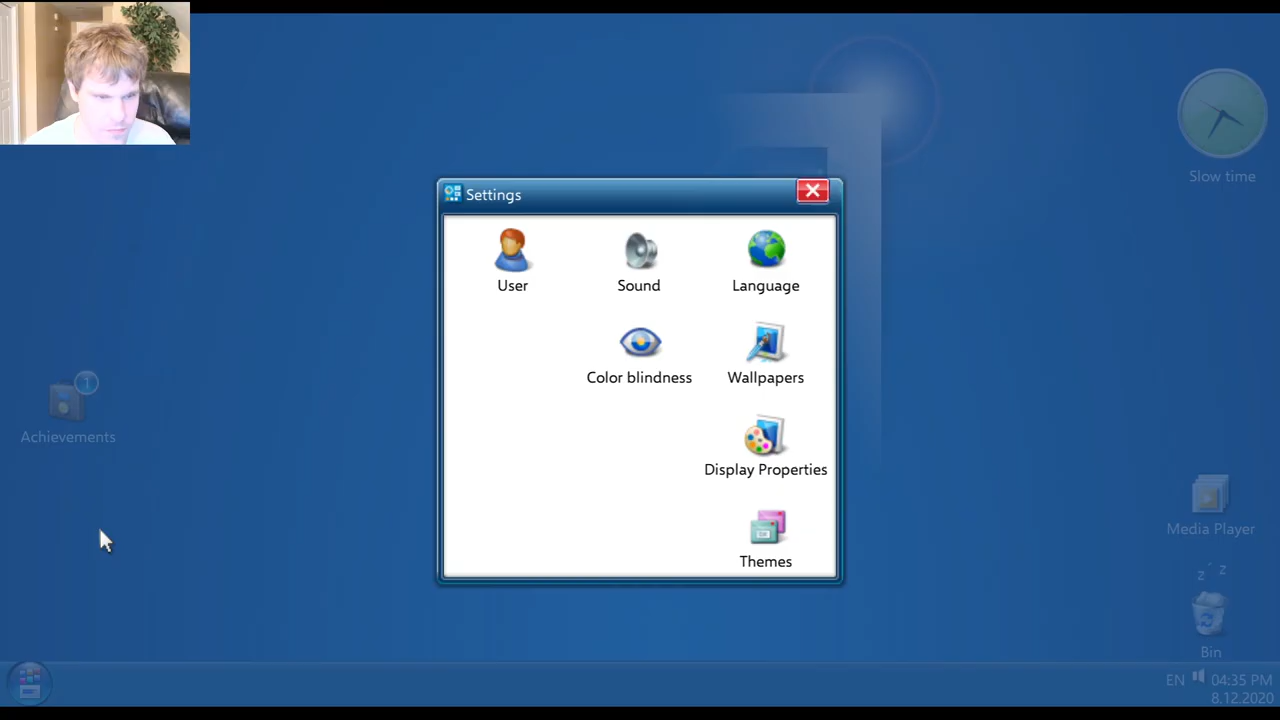 Slow time
Settings
User
Sound
Language
Color blindness
Wallpapers
1
Achievements
Display Properties
Media Player
Themes
z z
Bin
EN 04:35 PM
8.12.2020